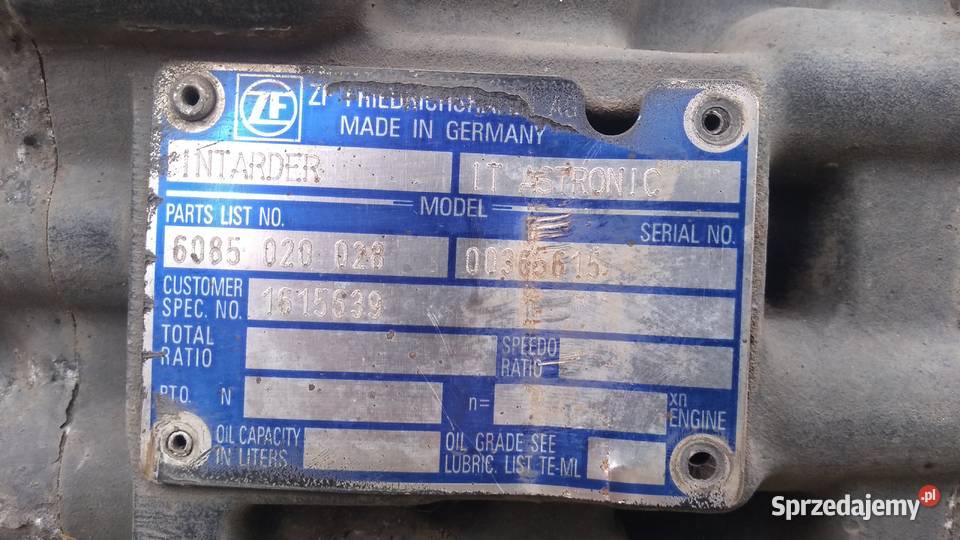 ZF
MADE IN GERMANY
INTARDER IT ASTRONIC
MODEL
PARTS LIST NO. SERIAL NO.
6085 020 028 00365615
CUSTOMER SPEC. NO. 1615639
TOTAL RATIO SPEEDO RATIO
P.T.O. N n= xn ENGINE
OIL CAPACITY IN LITERS OIL GRADE SEE LUBRIC. LIST TE-ML
Sprzedajemy.pl